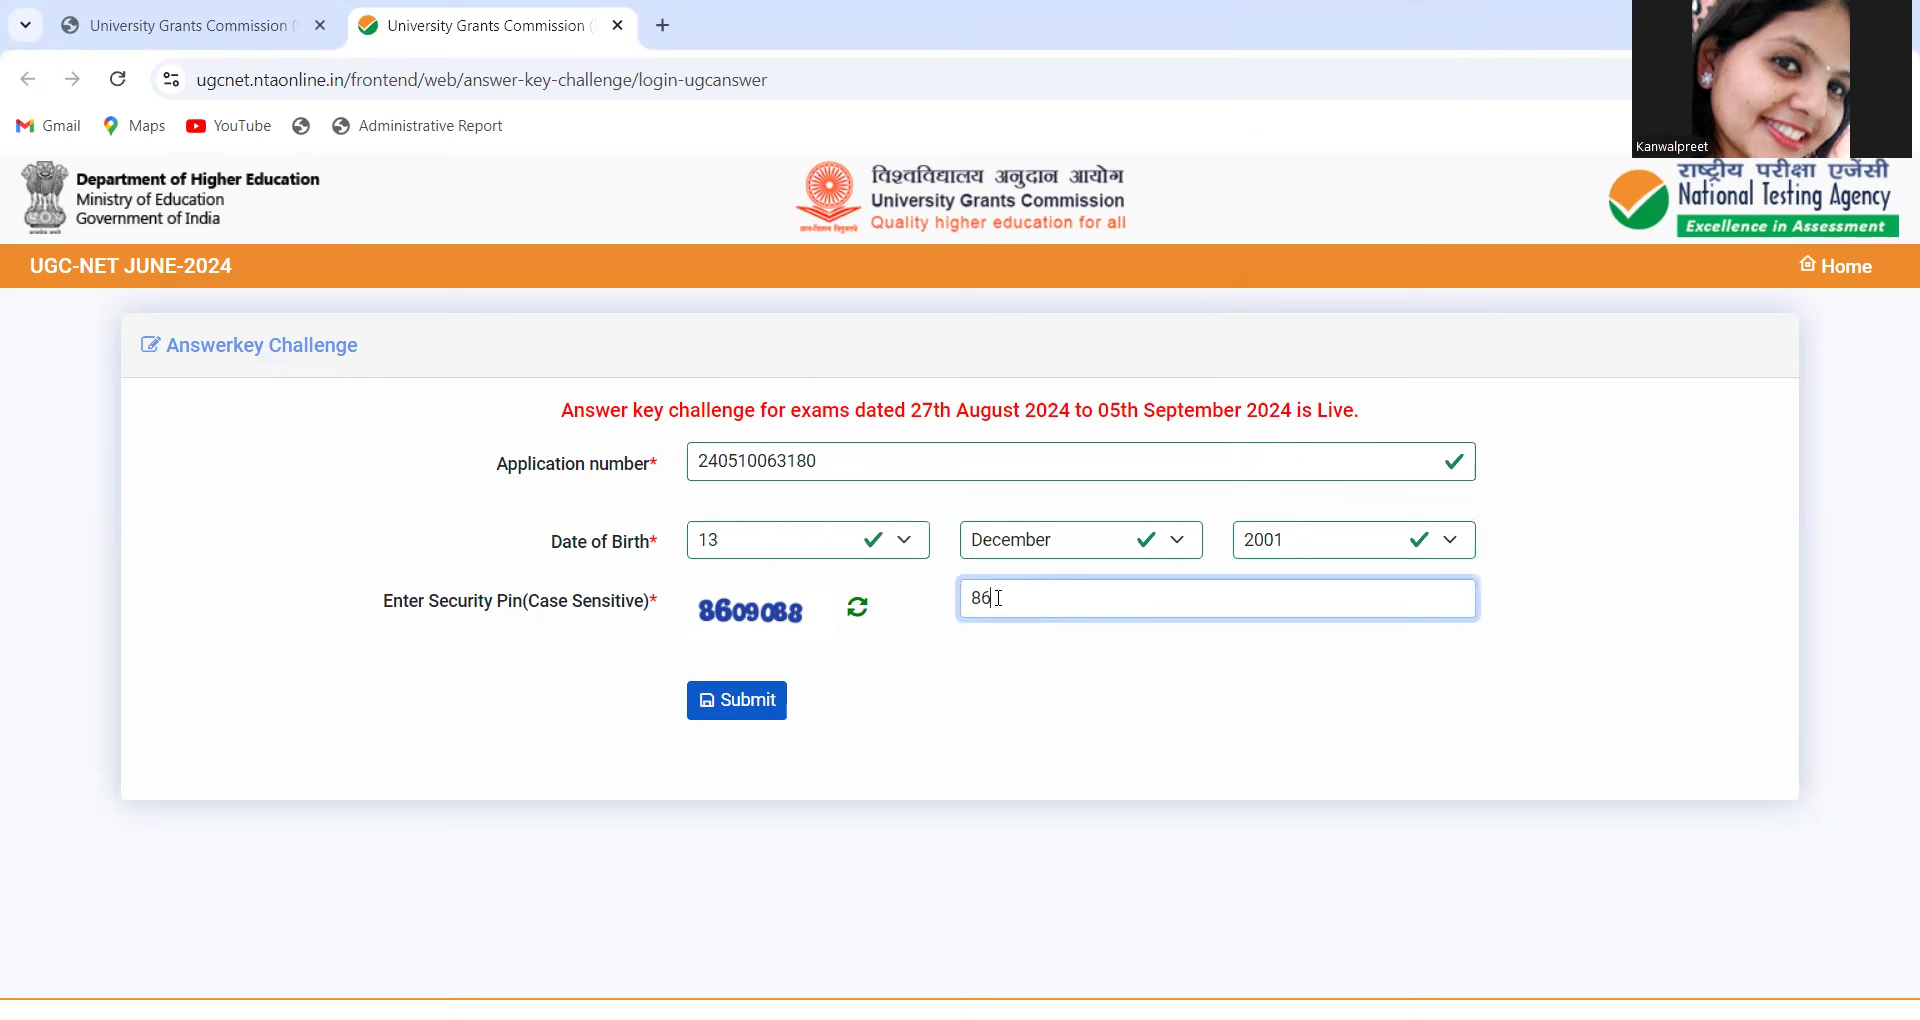 University Grants Commission (
University Grants Commission (
ugcnet.ntaonline.in/frontend/web/answer-key-challenge/login-ugcanswer
Gmail
Maps
YouTube
Administrative Report
Kanwalpreet
Department of Higher Education
Ministry of Education
Government of India
विश्वविद्यालय अनुदान आयोग
University Grants Commission
Quality higher education for all
ज्ञान-विज्ञान विमुक्तये
राष्ट्रीय परीक्षा एजेंसी
National Testing Agency
Excellence in Assessment
UGC-NET JUNE-2024
Home
Answerkey Challenge
Answer key challenge for exams dated 27th August 2024 to 05th September 2024 is Live.
Application number*
240510063180
Date of Birth*
13
December
2001
Enter Security Pin(Case Sensitive)*
8609088
86
Submit